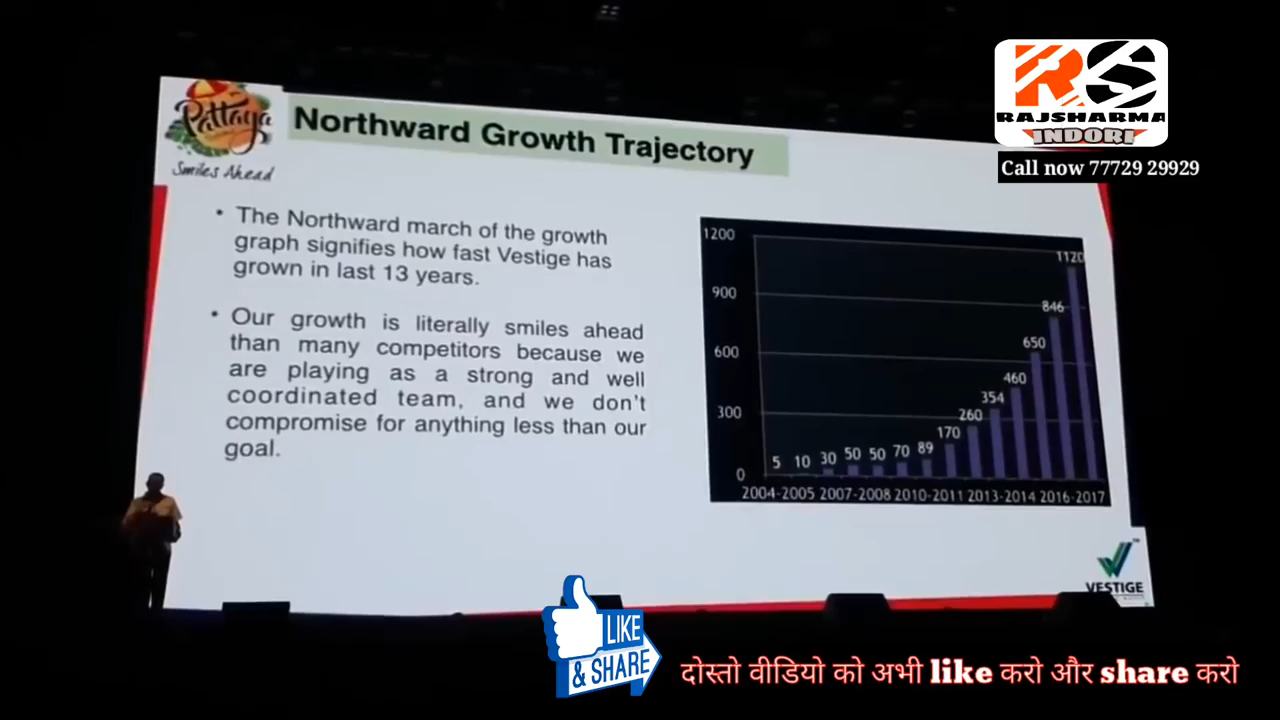 Pattaya
Smiles Ahead
Northward Growth Trajectory
RS
RAJSHARMA
INDORI
Call now 77729 29929
• The Northward march of the growth
graph signifies how fast Vestige has
grown in last 13 years.
• Our growth is literally smiles ahead
than many competitors because we
are playing as a strong and well
coordinated team, and we don't
compromise for anything less than our
goal.
1200
900
600
300
0
5 10 30 50 50 70 89 170 260 354 460 650 846 1120
2004-2005 2007-2008 2010-2011 2013-2014 2016-2017
VESTIGE
LIKE
& SHARE
दोस्तो वीडियो को अभी like करो और share करो